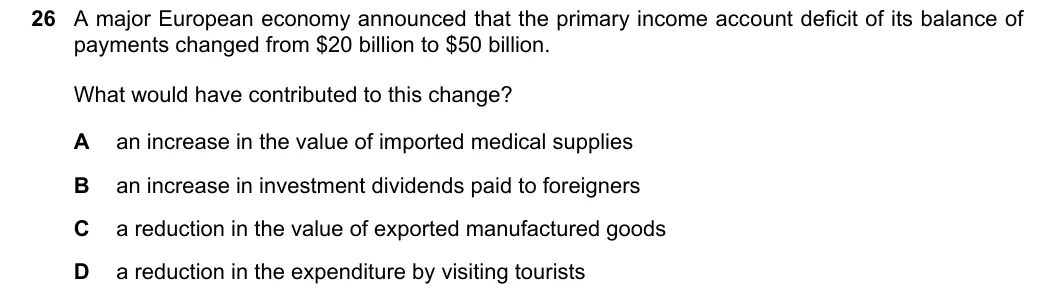 26 A major European economy announced that the primary income account deficit of its balance of
payments changed from $20 billion to $50 billion.
What would have contributed to this change?
A an increase in the value of imported medical supplies
B an increase in investment dividends paid to foreigners
C a reduction in the value of exported manufactured goods
D a reduction in the expenditure by visiting tourists